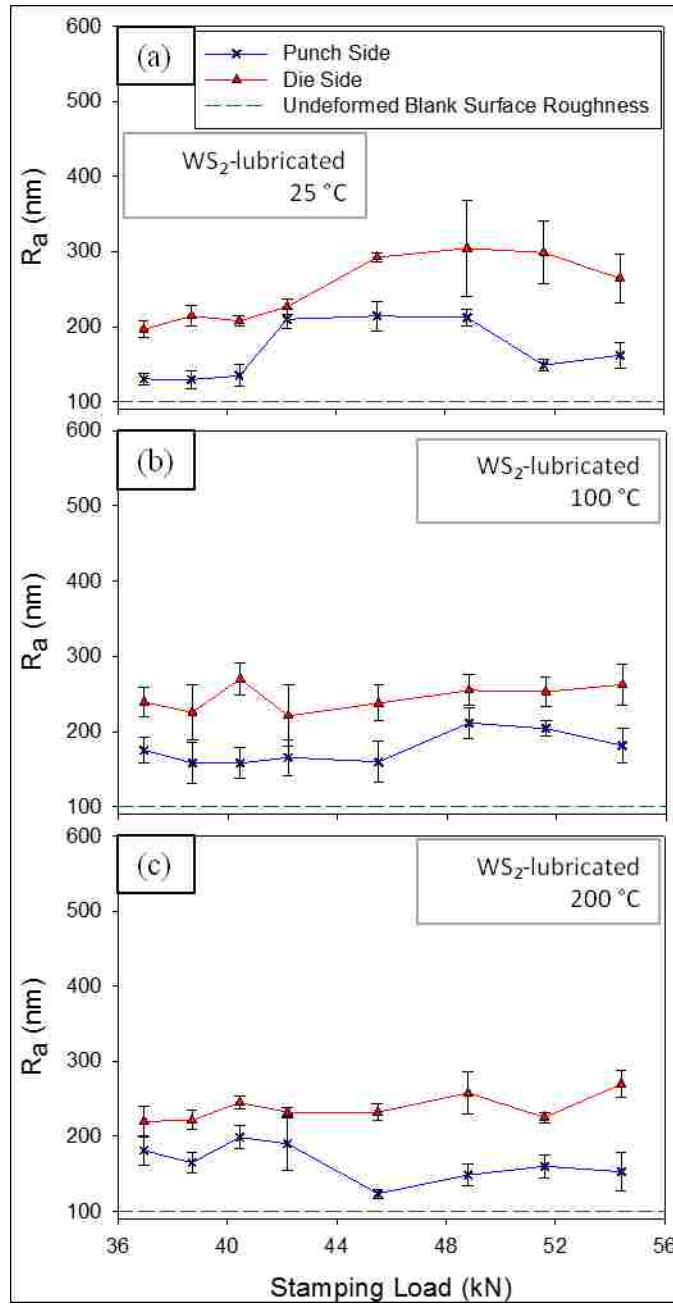 600
(a)
Punch Side
Die Side
Undeformed Blank Surface Roughness
500
WS₂-lubricated
25 °C
400
Rₐ (nm)
300
200
100
600
(b)
WS₂-lubricated
100 °C
500
400
Rₐ (nm)
300
200
100
600
(c)
WS₂-lubricated
200 °C
500
400
Rₐ (nm)
300
200
100
36 40 44 48 52 56
Stamping Load (kN)